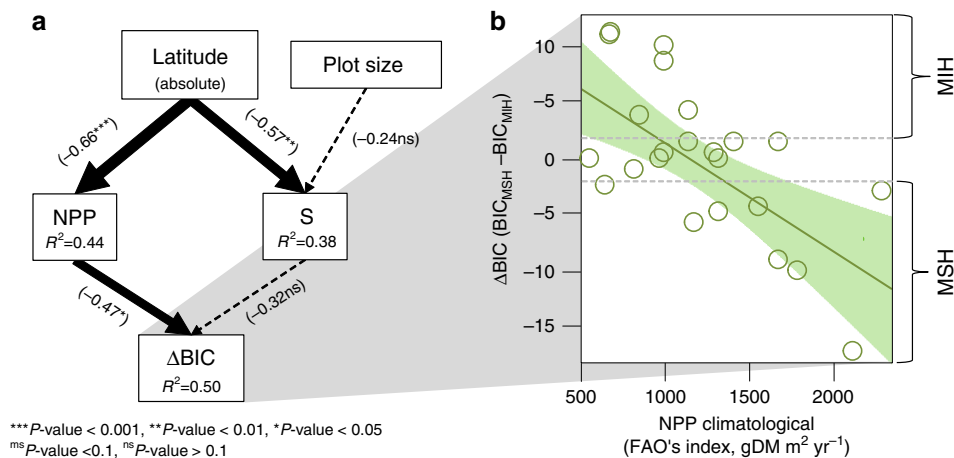 a
Latitude
(absolute)
Plot size
(−0.66***)
(−0.57**)
(−0.24ns)
NPP
R²=0.44
S
R²=0.38
(−0.47*)
(−0.32ns)
ΔBIC
R²=0.50
***P-value < 0.001, **P-value < 0.01, *P-value < 0.05
ᵐˢP-value <0.1, ⁿˢP-value > 0.1
b
ΔBIC (BIC_MSH −BIC_MIH)
10
−5
0
−5
−10
−15
500
1000
1500
2000
NPP climatological
(FAO's index, gDM m² yr⁻¹)
MIH
MSH